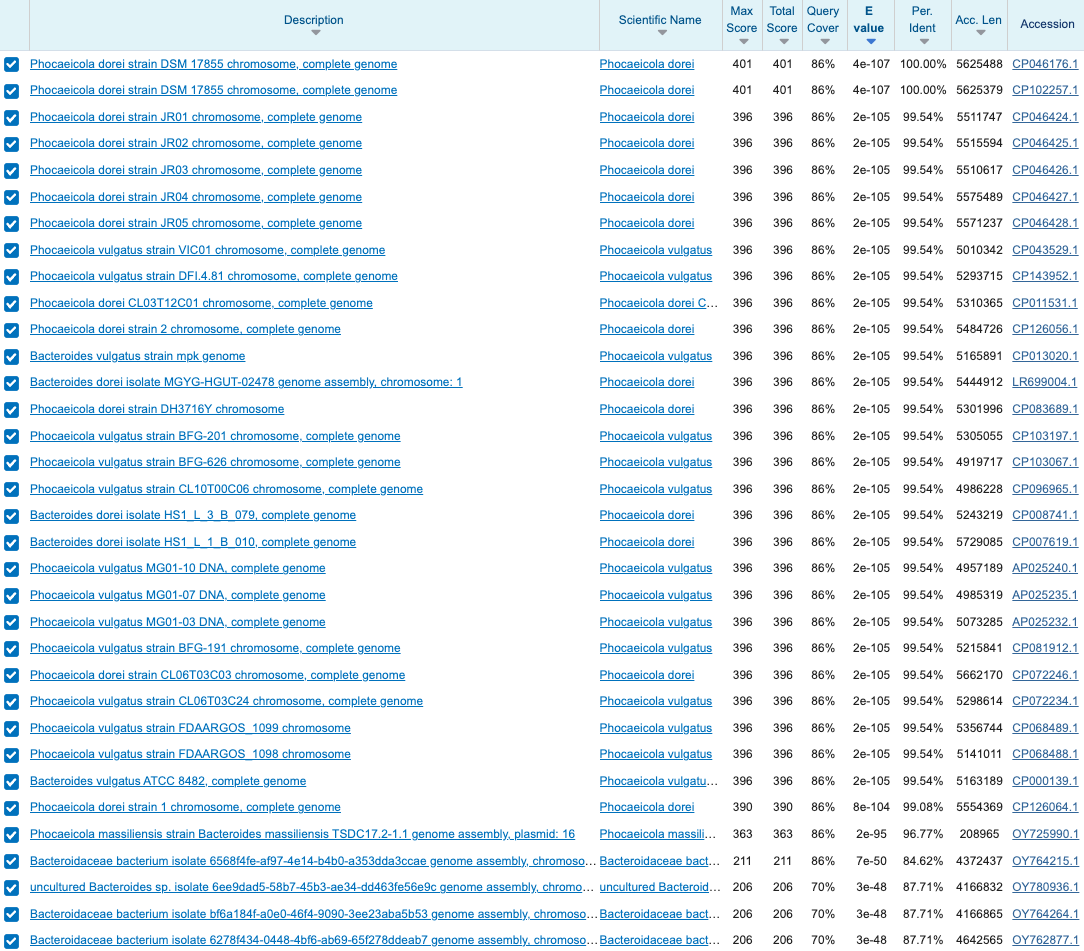 Description Scientific Name Max Score Total Score Query Cover E value Per. Ident Acc. Len Accession
Phocaeicola dorei strain DSM 17855 chromosome, complete genome Phocaeicola dorei 401 401 86% 4e-107 100.00% 5625488 CP046176.1
Phocaeicola dorei strain DSM 17855 chromosome, complete genome Phocaeicola dorei 401 401 86% 4e-107 100.00% 5625379 CP102257.1
Phocaeicola dorei strain JR01 chromosome, complete genome Phocaeicola dorei 396 396 86% 2e-105 99.54% 5511747 CP046424.1
Phocaeicola dorei strain JR02 chromosome, complete genome Phocaeicola dorei 396 396 86% 2e-105 99.54% 5515594 CP046425.1
Phocaeicola dorei strain JR03 chromosome, complete genome Phocaeicola dorei 396 396 86% 2e-105 99.54% 5510617 CP046426.1
Phocaeicola dorei strain JR04 chromosome, complete genome Phocaeicola dorei 396 396 86% 2e-105 99.54% 5575489 CP046427.1
Phocaeicola dorei strain JR05 chromosome, complete genome Phocaeicola dorei 396 396 86% 2e-105 99.54% 5571237 CP046428.1
Phocaeicola vulgatus strain VIC01 chromosome, complete genome Phocaeicola vulgatus 396 396 86% 2e-105 99.54% 5010342 CP043529.1
Phocaeicola vulgatus strain DFI.4.81 chromosome, complete genome Phocaeicola vulgatus 396 396 86% 2e-105 99.54% 5293715 CP143952.1
Phocaeicola dorei CL03T12C01 chromosome, complete genome Phocaeicola dorei C... 396 396 86% 2e-105 99.54% 5310365 CP011531.1
Phocaeicola dorei strain 2 chromosome, complete genome Phocaeicola dorei 396 396 86% 2e-105 99.54% 5484726 CP126056.1
Bacteroides vulgatus strain mpk genome Phocaeicola vulgatus 396 396 86% 2e-105 99.54% 5165891 CP013020.1
Bacteroides dorei isolate MGYG-HGUT-02478 genome assembly, chromosome: 1 Phocaeicola dorei 396 396 86% 2e-105 99.54% 5444912 LR699004.1
Phocaeicola dorei strain DH3716Y chromosome Phocaeicola dorei 396 396 86% 2e-105 99.54% 5301996 CP083689.1
Phocaeicola vulgatus strain BFG-201 chromosome, complete genome Phocaeicola vulgatus 396 396 86% 2e-105 99.54% 5305055 CP103197.1
Phocaeicola vulgatus strain BFG-626 chromosome, complete genome Phocaeicola vulgatus 396 396 86% 2e-105 99.54% 4919717 CP103067.1
Phocaeicola vulgatus strain CL10T00C06 chromosome, complete genome Phocaeicola vulgatus 396 396 86% 2e-105 99.54% 4986228 CP096965.1
Bacteroides dorei isolate HS1_L_3_B_079, complete genome Phocaeicola dorei 396 396 86% 2e-105 99.54% 5243219 CP008741.1
Bacteroides dorei isolate HS1_L_1_B_010, complete genome Phocaeicola dorei 396 396 86% 2e-105 99.54% 5729085 CP007619.1
Phocaeicola vulgatus MG01-10 DNA, complete genome Phocaeicola vulgatus 396 396 86% 2e-105 99.54% 4957189 AP025240.1
Phocaeicola vulgatus MG01-07 DNA, complete genome Phocaeicola vulgatus 396 396 86% 2e-105 99.54% 4985319 AP025235.1
Phocaeicola vulgatus MG01-03 DNA, complete genome Phocaeicola vulgatus 396 396 86% 2e-105 99.54% 5073285 AP025232.1
Phocaeicola vulgatus strain BFG-191 chromosome, complete genome Phocaeicola vulgatus 396 396 86% 2e-105 99.54% 5215841 CP081912.1
Phocaeicola dorei strain CL06T03C03 chromosome, complete genome Phocaeicola dorei 396 396 86% 2e-105 99.54% 5662170 CP072246.1
Phocaeicola vulgatus strain CL06T03C24 chromosome, complete genome Phocaeicola vulgatus 396 396 86% 2e-105 99.54% 5298614 CP072234.1
Phocaeicola vulgatus strain FDAARGOS_1099 chromosome Phocaeicola vulgatus 396 396 86% 2e-105 99.54% 5356744 CP068489.1
Phocaeicola vulgatus strain FDAARGOS_1098 chromosome Phocaeicola vulgatus 396 396 86% 2e-105 99.54% 5141011 CP068488.1
Bacteroides vulgatus ATCC 8482, complete genome Phocaeicola vulgatu... 396 396 86% 2e-105 99.54% 5163189 CP000139.1
Phocaeicola dorei strain 1 chromosome, complete genome Phocaeicola dorei 390 390 86% 8e-104 99.08% 5554369 CP126064.1
Phocaeicola massiliensis strain Bacteroides massiliensis TSDC17.2-1.1 genome assembly, plasmid: 16 Phocaeicola massili... 363 363 86% 2e-95 96.77% 208965 OY725990.1
Bacteroidaceae bacterium isolate 6568f4fe-af97-4e14-b4b0-a353dda3ccae genome assembly, chromoso... Bacteroidaceae bact... 211 211 86% 7e-50 84.62% 4372437 OY764215.1
uncultured Bacteroides sp. isolate 6ee9dad5-58b7-45b3-ae34-dd463fe56e9c genome assembly, chromo... uncultured Bacteroid... 206 206 70% 3e-48 87.71% 4166832 OY780936.1
Bacteroidaceae bacterium isolate bf6a184f-a0e0-46f4-9090-3ee23aba5b53 genome assembly, chromoso... Bacteroidaceae bact... 206 206 70% 3e-48 87.71% 4166865 OY764264.1
Bacteroidaceae bacterium isolate 6278f434-0448-4bf6-ab69-65f278ddeab7 genome assembly, chromoso... Bacteroidaceae bact... 206 206 70% 3e-48 87.71% 4642565 OY762877.1